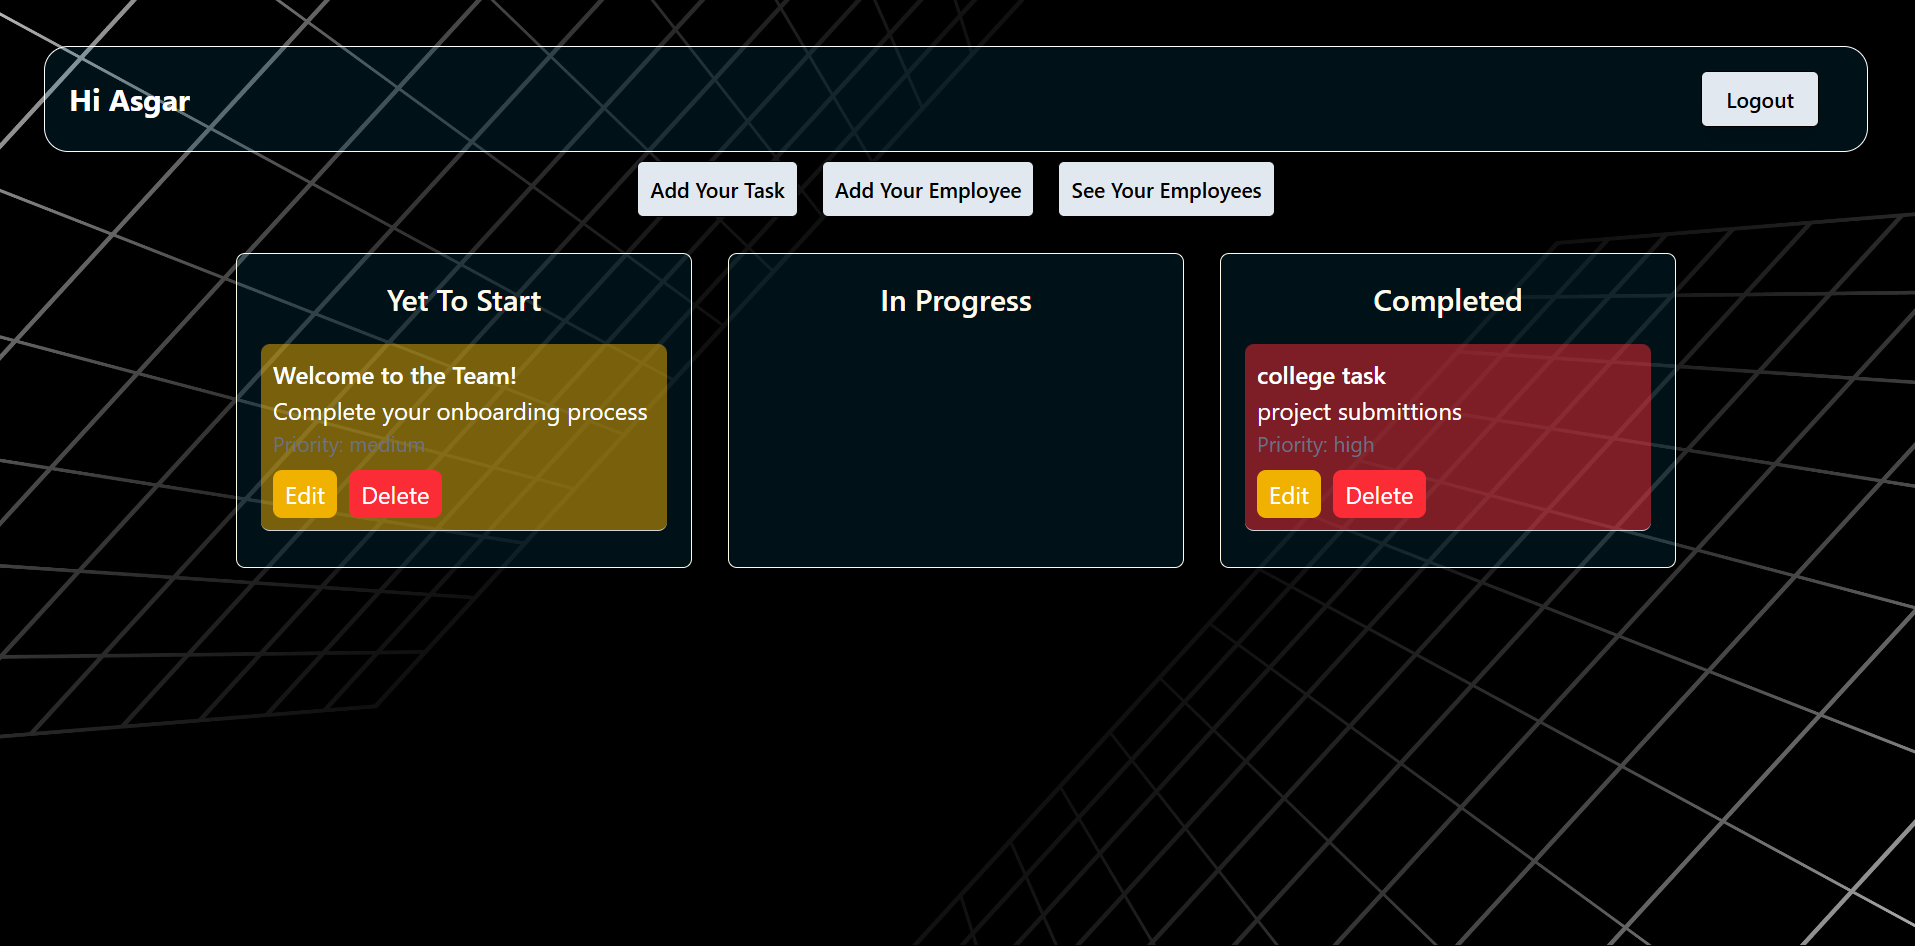 Hi Asgar
Logout
Add Your Task
Add Your Employee
See Your Employees
Yet To Start
Welcome to the Team!
Complete your onboarding process
Priority: medium
Edit
Delete
In Progress
Completed
college task
project submittions
Priority: high
Edit
Delete